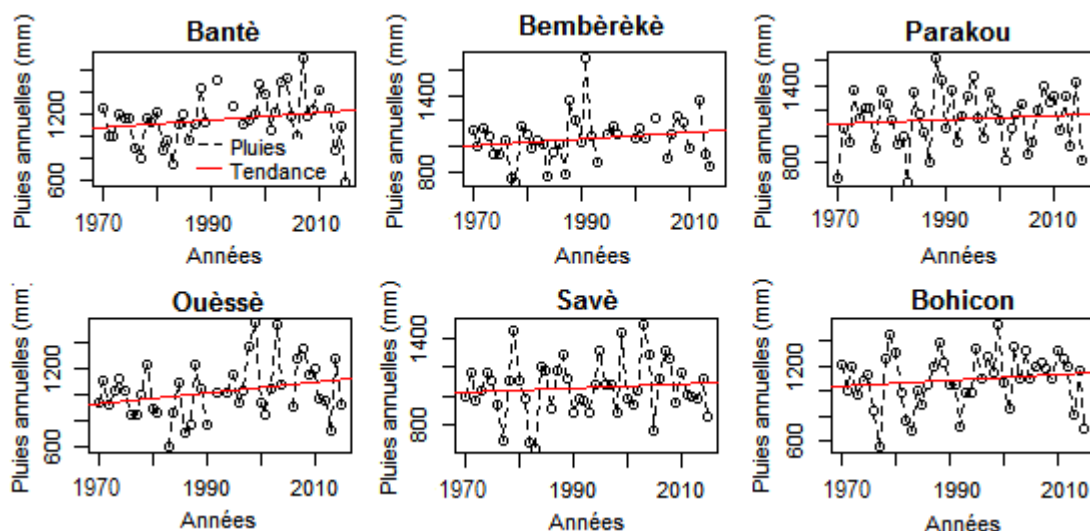 Bantè
Pluies annuelles (mm)
1200
600
Pluies
Tendance
1970
1990
2010
Années
Bembèrèkè
Pluies annuelles (mm)
1400
800
1970
1990
2010
Années
Parakou
Pluies annuelles (mm)
1400
800
1970
1990
2010
Années
Ouèssè
Pluies annuelles (mm)
1200
600
1970
1990
2010
Années
Savè
Pluies annuelles (mm)
1400
800
1970
1990
2010
Années
Bohicon
Pluies annuelles (mm)
1200
600
1970
1990
2010
Années